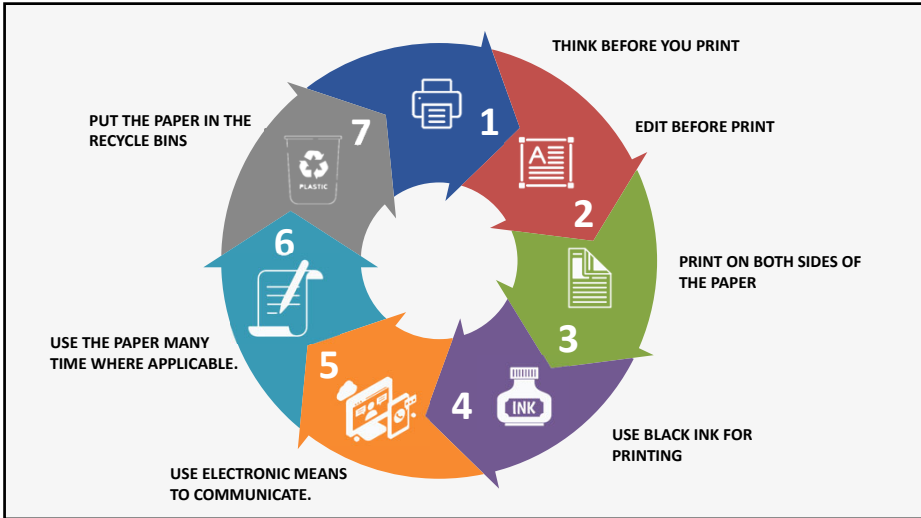 THINK BEFORE YOU PRINT
1
EDIT BEFORE PRINT
A
2
PRINT ON BOTH SIDES OF
THE PAPER
3
USE BLACK INK FOR
PRINTING
INK
4
USE ELECTRONIC MEANS
TO COMMUNICATE.
5
USE THE PAPER MANY
TIME WHERE APPLICABLE.
6
PUT THE PAPER IN THE
RECYCLE BINS
7
PLASTIC